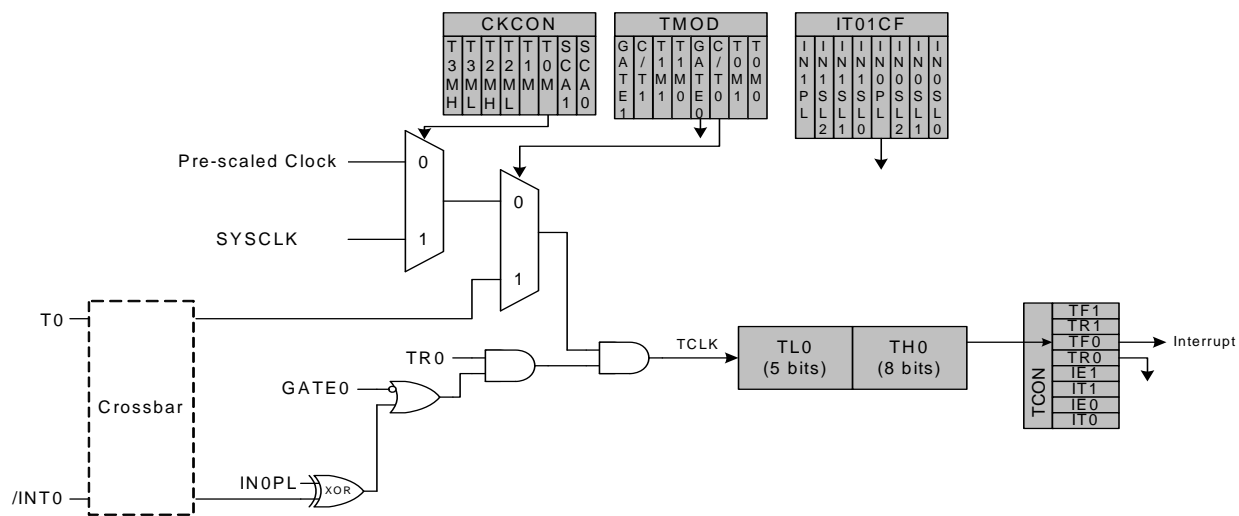 CKCON
T3MH T3ML T2MH T2ML T1M T0M SCA1 SCA0
TMOD
GATE1 C/T1 T1M1 T1M0 GATE0 C/T0 T0M1 T0M0
IT01CF
IN1PL IN1SL2 IN1SL1 IN1SL0 IN0PL IN0SL2 IN0SL1 IN0SL0
Pre-scaled Clock
0
SYSCLK
1
0
1
T0
Crossbar
/INT0
TR0
GATE0
IN0PL
XOR
TCLK
TL0
(5 bits)
TH0
(8 bits)
TCON
TF1
TR1
TF0
TR0
IE1
IT1
IE0
IT0
Interrupt